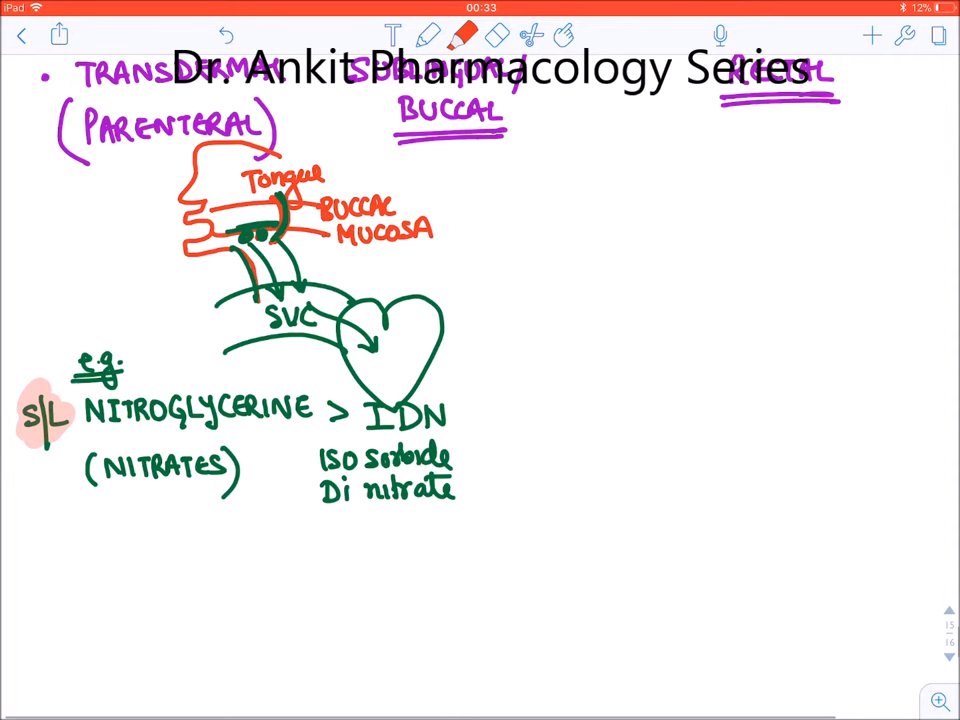 iPad 00:33 12%
Dr. Ankit Pharmacology Series
• TRANSDERMAL SUBLINGUAL / RECTAL
(PARENTERAL) BUCCAL
Tongue
BUCCAL
MUCOSA
SVC
e.g.
S/L NITROGLYCERINE > IDN
(NITRATES) Iso sorbide
Di nitrate
15
16